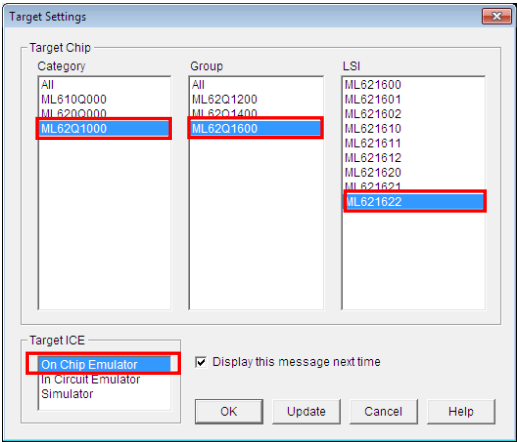 Target Settings
Target Chip
Category
All
ML610Q000
ML620Q000
ML62Q1000
Group
All
ML62Q1200
ML62Q1400
ML62Q1600
LSI
ML621600
ML621601
ML621602
ML621610
ML621611
ML621612
ML621620
ML621621
ML621622
Target ICE
On Chip Emulator
In Circuit Emulator
Simulator
Display this message next time
OK
Update
Cancel
Help